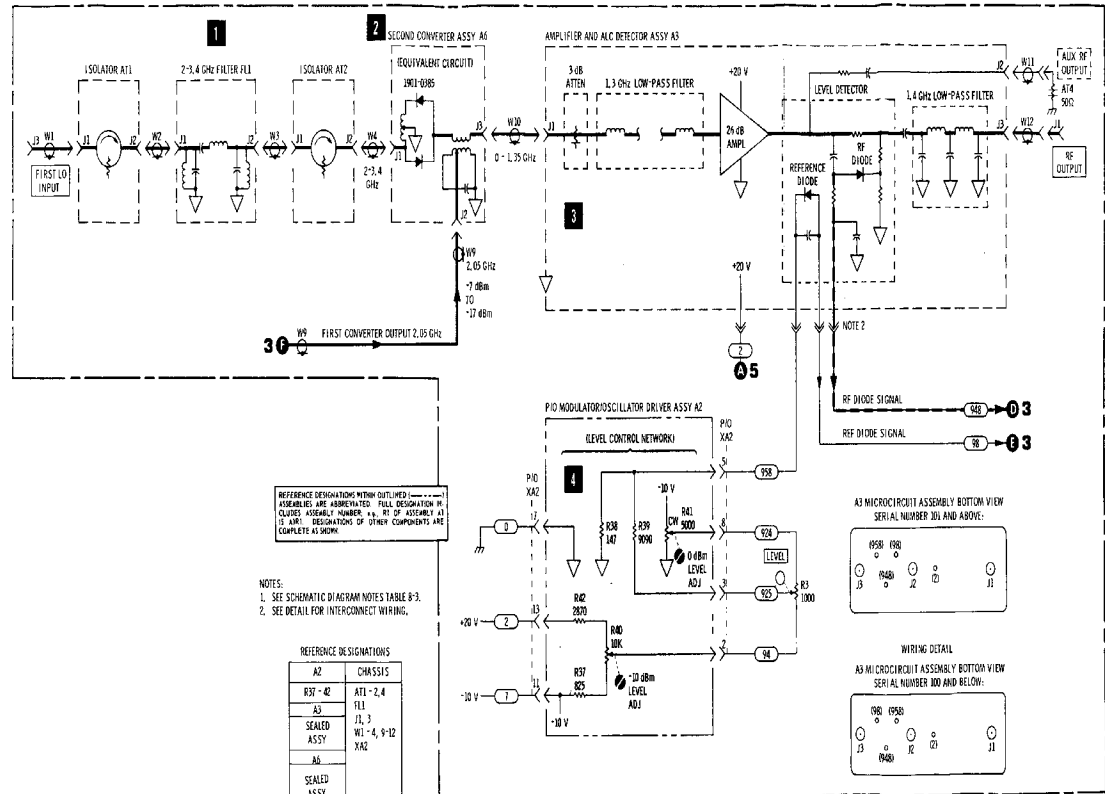 1
2
SECOND CONVERTER ASSY A6
AMPLIFIER AND ALC DETECTOR ASSY A3
ISOLATOR AT1
2-3.4 GHz FILTER FL1
ISOLATOR AT2
(EQUIVALENT CIRCUIT)
1901-0385
3 dB
ATTEN
1.3 GHz LOW-PASS FILTER
+20 V
LEVEL DETECTOR
J2
W11
AUX RF
OUTPUT
AT4
50Ω
1.4 GHz LOW-PASS FILTER
J3
W1
J1
J2
W2
J1
J2
W3
J1
J2
W4
J1
J3
W10
J1
26 dB
AMPL
RF
DIODE
J3
W12
J1
FIRST LO
INPUT
2-3.4
GHz
0 - 1.35 GHz
REFERENCE
DIODE
RF
OUTPUT
J2
3
W9
2.05 GHz
-7 dBm
TO
-17 dBm
+20 V
3 F
W9
FIRST CONVERTER OUTPUT 2.05 GHz
NOTE 2
2
A 5
P/O MODULATOR/OSCILLATOR DRIVER ASSY A2
RF DIODE SIGNAL
948
D 3
(LEVEL CONTROL NETWORK)
P/O
XA2
REF DIODE SIGNAL
98
E 3
4
5
958
P/O
XA2
-10 V
REFERENCE DESIGNATIONS WITHIN OUTLINED (— - — - —)
ASSEMBLIES ARE ABBREVIATED. FULL DESIGNATION IN-
CLUDES ASSEMBLY NUMBER; e.g., R1 OF ASSEMBLY A1
IS A1R1. DESIGNATIONS OF OTHER COMPONENTS ARE
COMPLETE AS SHOWN.
0
17
R38
147
R39
9090
CW
R41
5000
8
924
0 dBm
LEVEL
ADJ
LEVEL
3
925
R3
1000
A3 MICROCIRCUIT ASSEMBLY BOTTOM VIEW
SERIAL NUMBER 101 AND ABOVE:
(958) (98)
J3
(948)
J2
(2)
J1
NOTES:
1. SEE SCHEMATIC DIAGRAM NOTES TABLE 8-3.
2. SEE DETAIL FOR INTERCONNECT WIRING.
+20 V
2
13
R42
2870
R40
10K
2
94
-10 dBm
LEVEL
ADJ
-10 V
7
11
R37
825
-10 V
WIRING DETAIL
A3 MICROCIRCUIT ASSEMBLY BOTTOM VIEW
SERIAL NUMBER 100 AND BELOW:
(98) (958)
J3
(948)
J2
(2)
J1
REFERENCE DESIGNATIONS
A2 CHASSIS
R37 - 42 AT1 - 2, 4
A3 FL1
SEALED J1, 3
ASSY W1 - 4, 9-12
XA2
A6
SEALED
ASSY